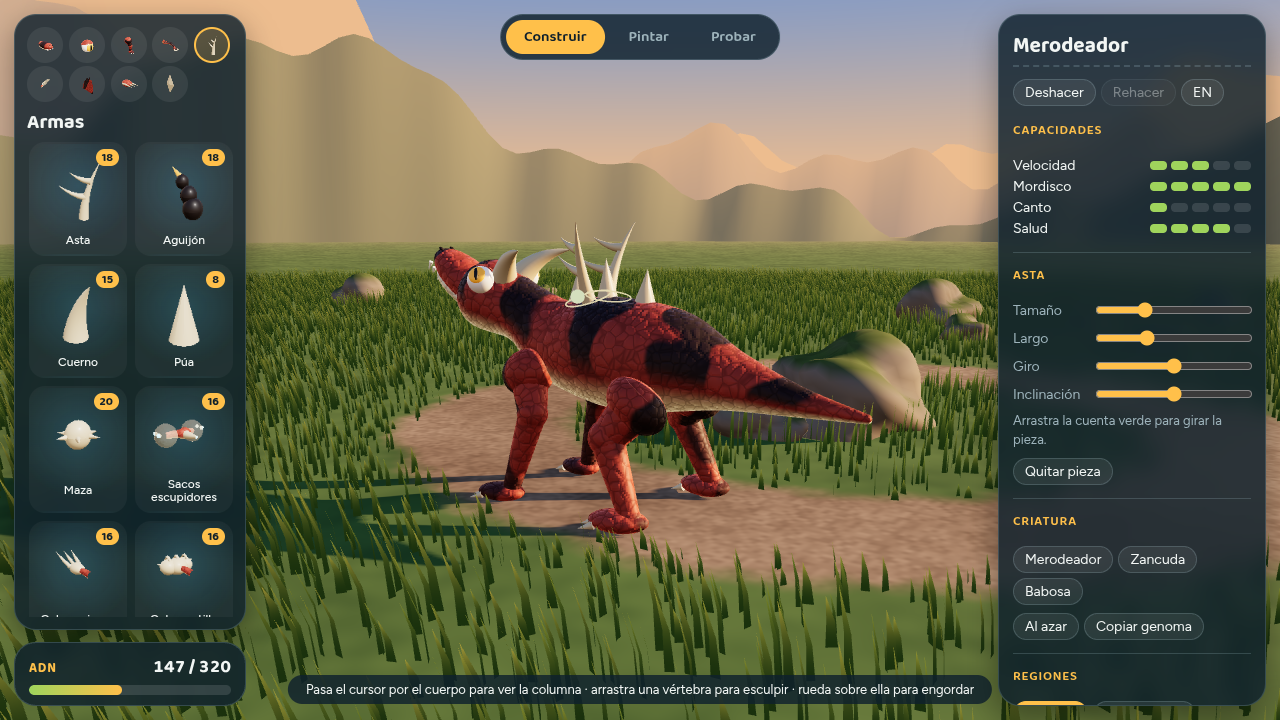 Construir
Pintar
Probar
Armas
18
18
Asta
Aguijón
15
8
Cuerno
Púa
20
16
Maza
Sacos
escupidores
16
16
ADN
147 / 320
Merodeador
Deshacer
Rehacer
EN
CAPACIDADES
Velocidad
Mordisco
Canto
Salud
ASTA
Tamaño
Largo
Giro
Inclinación
Arrastra la cuenta verde para girar la
pieza.
Quitar pieza
CRIATURA
Merodeador
Zancuda
Babosa
Al azar
Copiar genoma
REGIONES
Pasa el cursor por el cuerpo para ver la columna · arrastra una vértebra para esculpir · rueda sobre ella para engordar